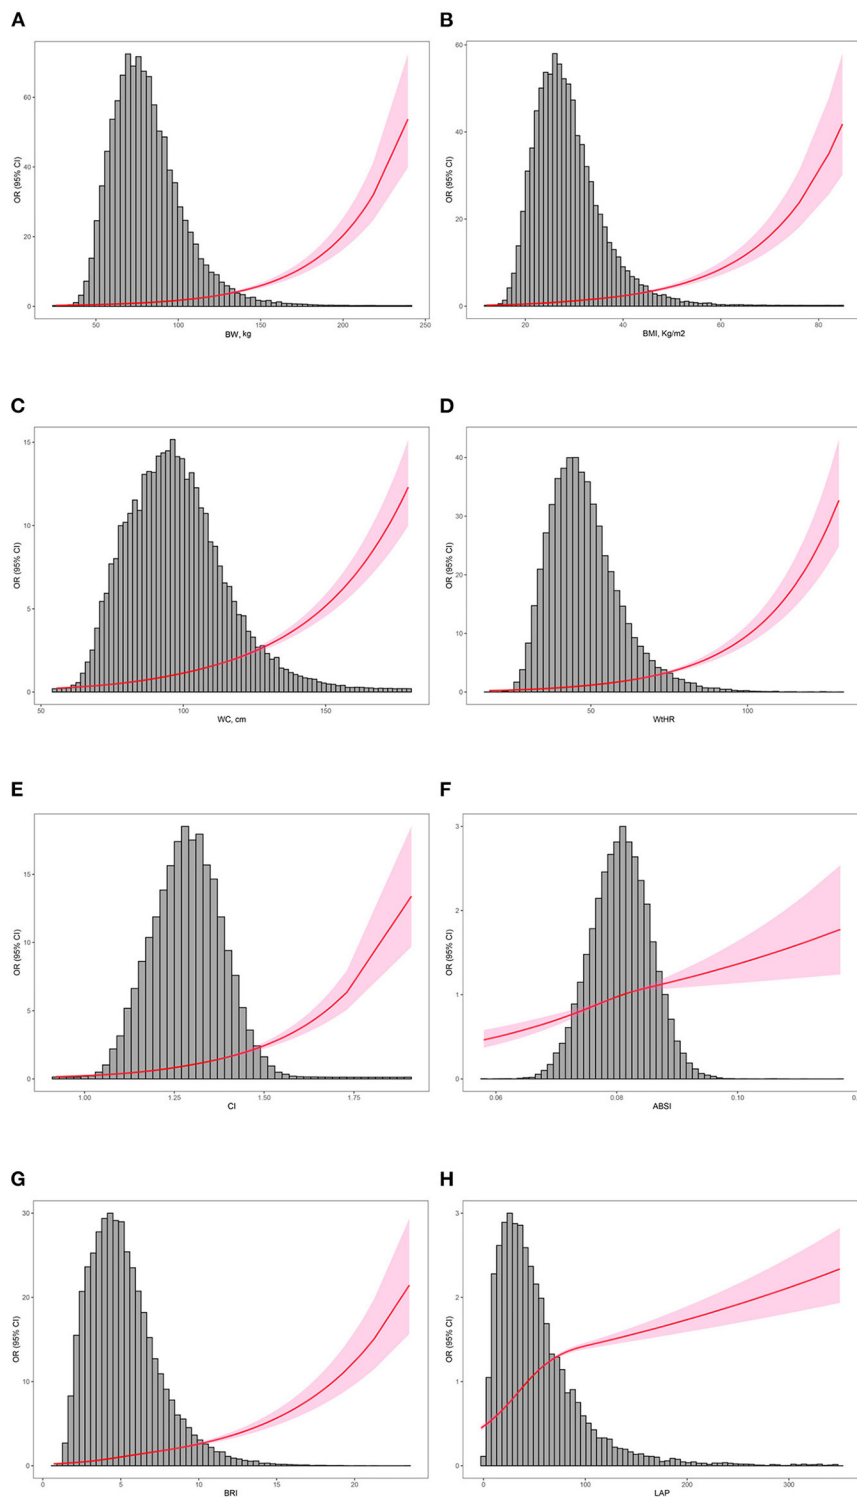 A
B
60
40
20
0
OR (95% CI)
50
100
150
200
250
BW, kg
60
40
20
0
OR (95% CI)
20
40
60
80
BMI, Kg/m2
C
D
15
10
5
0
OR (95% CI)
50
100
150
WC, cm
40
30
20
10
0
OR (95% CI)
50
100
WtHR
E
F
15
10
5
0
OR (95% CI)
1.00
1.25
1.50
1.75
CI
3
2
1
0
OR (95% CI)
0.06
0.08
0.10
ABSI
G
H
30
20
10
0
OR (95% CI)
0
5
10
15
20
BRI
3
2
1
0
OR (95% CI)
0
100
200
300
LAP